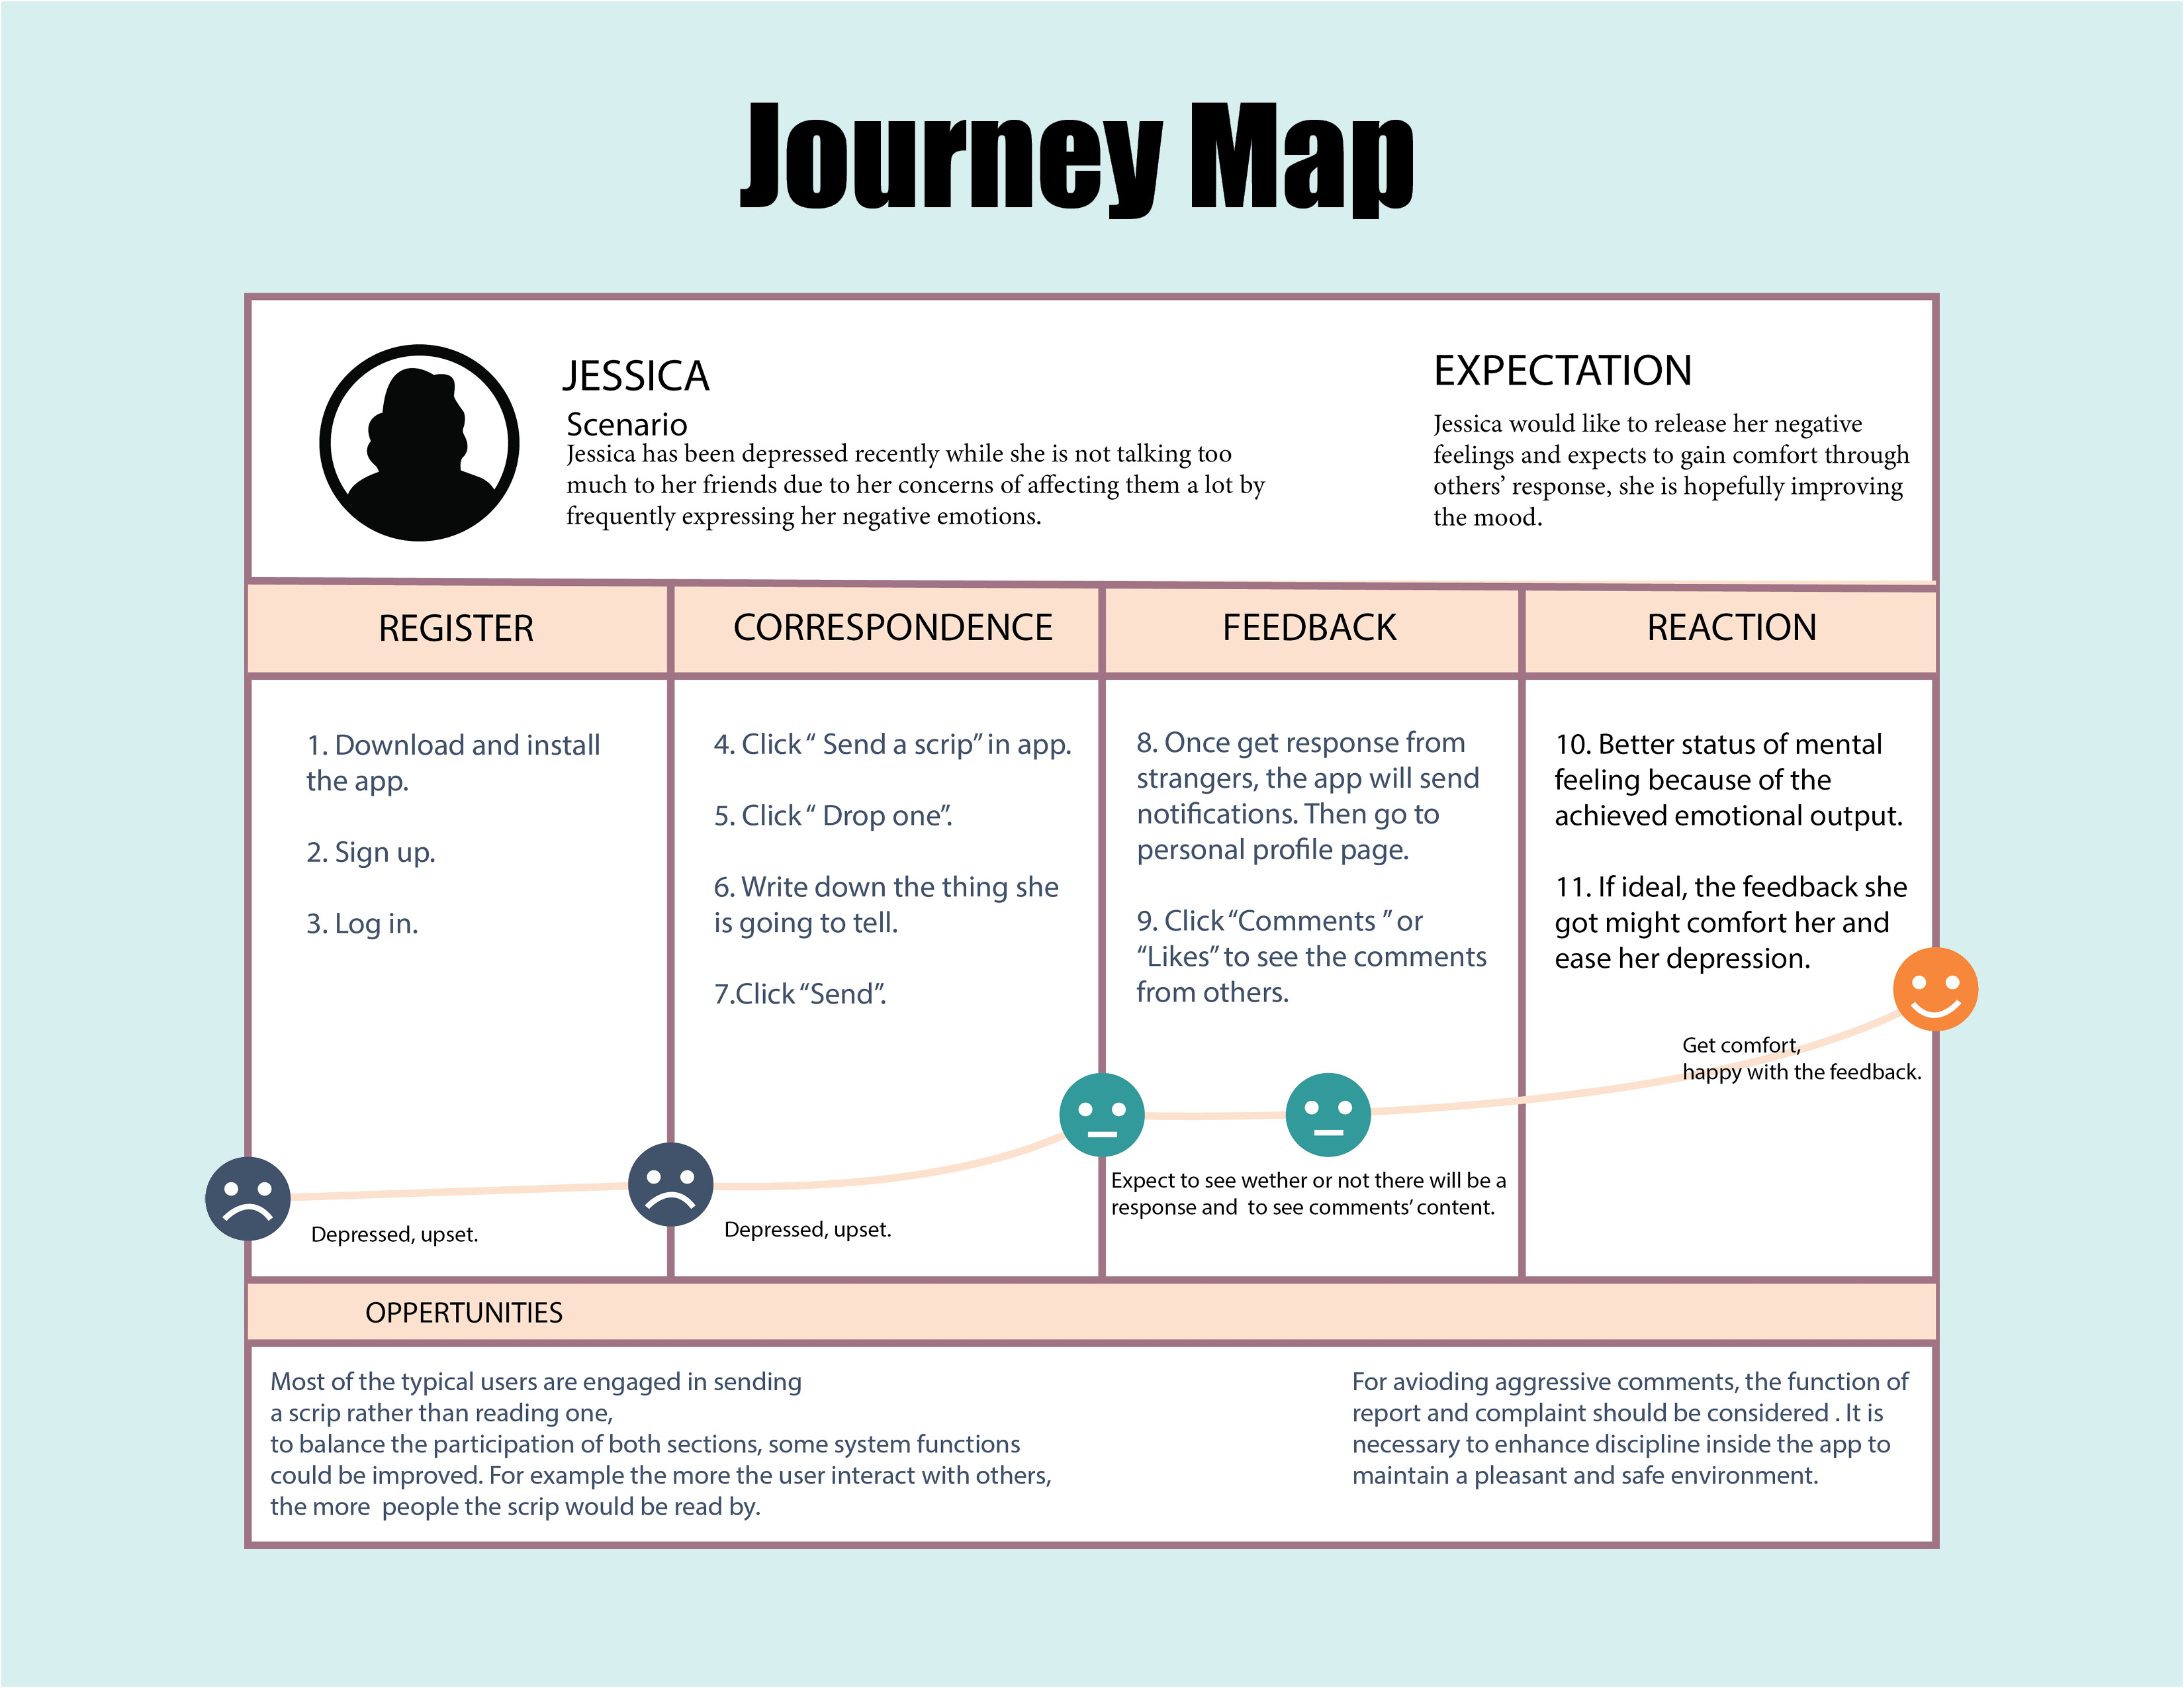 Journey Map
JESSICA
Scenario
Jessica has been depressed recently while she is not talking too
much to her friends due to her concerns of affecting them a lot by
frequently expressing her negative emotions.
EXPECTATION
Jessica would like to release her negative
feelings and expects to gain comfort through
others’ response, she is hopefully improving
the mood.
REGISTER
CORRESPONDENCE
FEEDBACK
REACTION
1. Download and install
the app.
2. Sign up.
3. Log in.
4. Click “ Send a scrip” in app.
5. Click “ Drop one”.
6. Write down the thing she
is going to tell.
7.Click “Send”.
8. Once get response from
strangers, the app will send
notifications. Then go to
personal profile page.
9. Click “Comments ” or
“Likes” to see the comments
from others.
10. Better status of mental
feeling because of the
achieved emotional output.
11. If ideal, the feedback she
got might comfort her and
ease her depression.
Depressed, upset.
Depressed, upset.
Expect to see wether or not there will be a
response and  to see comments’ content.
Get comfort,
happy with the feedback.
OPPERTUNITIES
Most of the typical users are engaged in sending
a scrip rather than reading one,
to balance the participation of both sections, some system functions
could be improved. For example the more the user interact with others,
the more  people the scrip would be read by.
For avioding aggressive comments, the function of
report and complaint should be considered . It is
necessary to enhance discipline inside the app to
maintain a pleasant and safe environment.